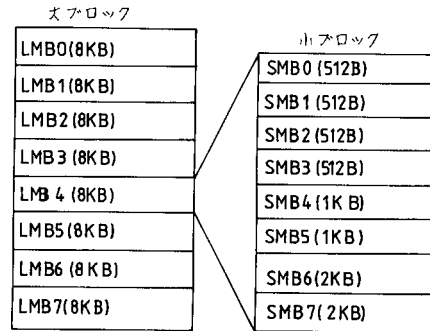 大ブロック
LMB0(8KB)
LMB1(8KB)
LMB2(8KB)
LMB3(8KB)
LMB4(8KB)
LMB5(8KB)
LMB6(8KB)
LMB7(8KB)
小ブロック
SMB0(512B)
SMB1(512B)
SMB2(512B)
SMB3(512B)
SMB4(1KB)
SMB5(1KB)
SMB6(2KB)
SMB7(2KB)